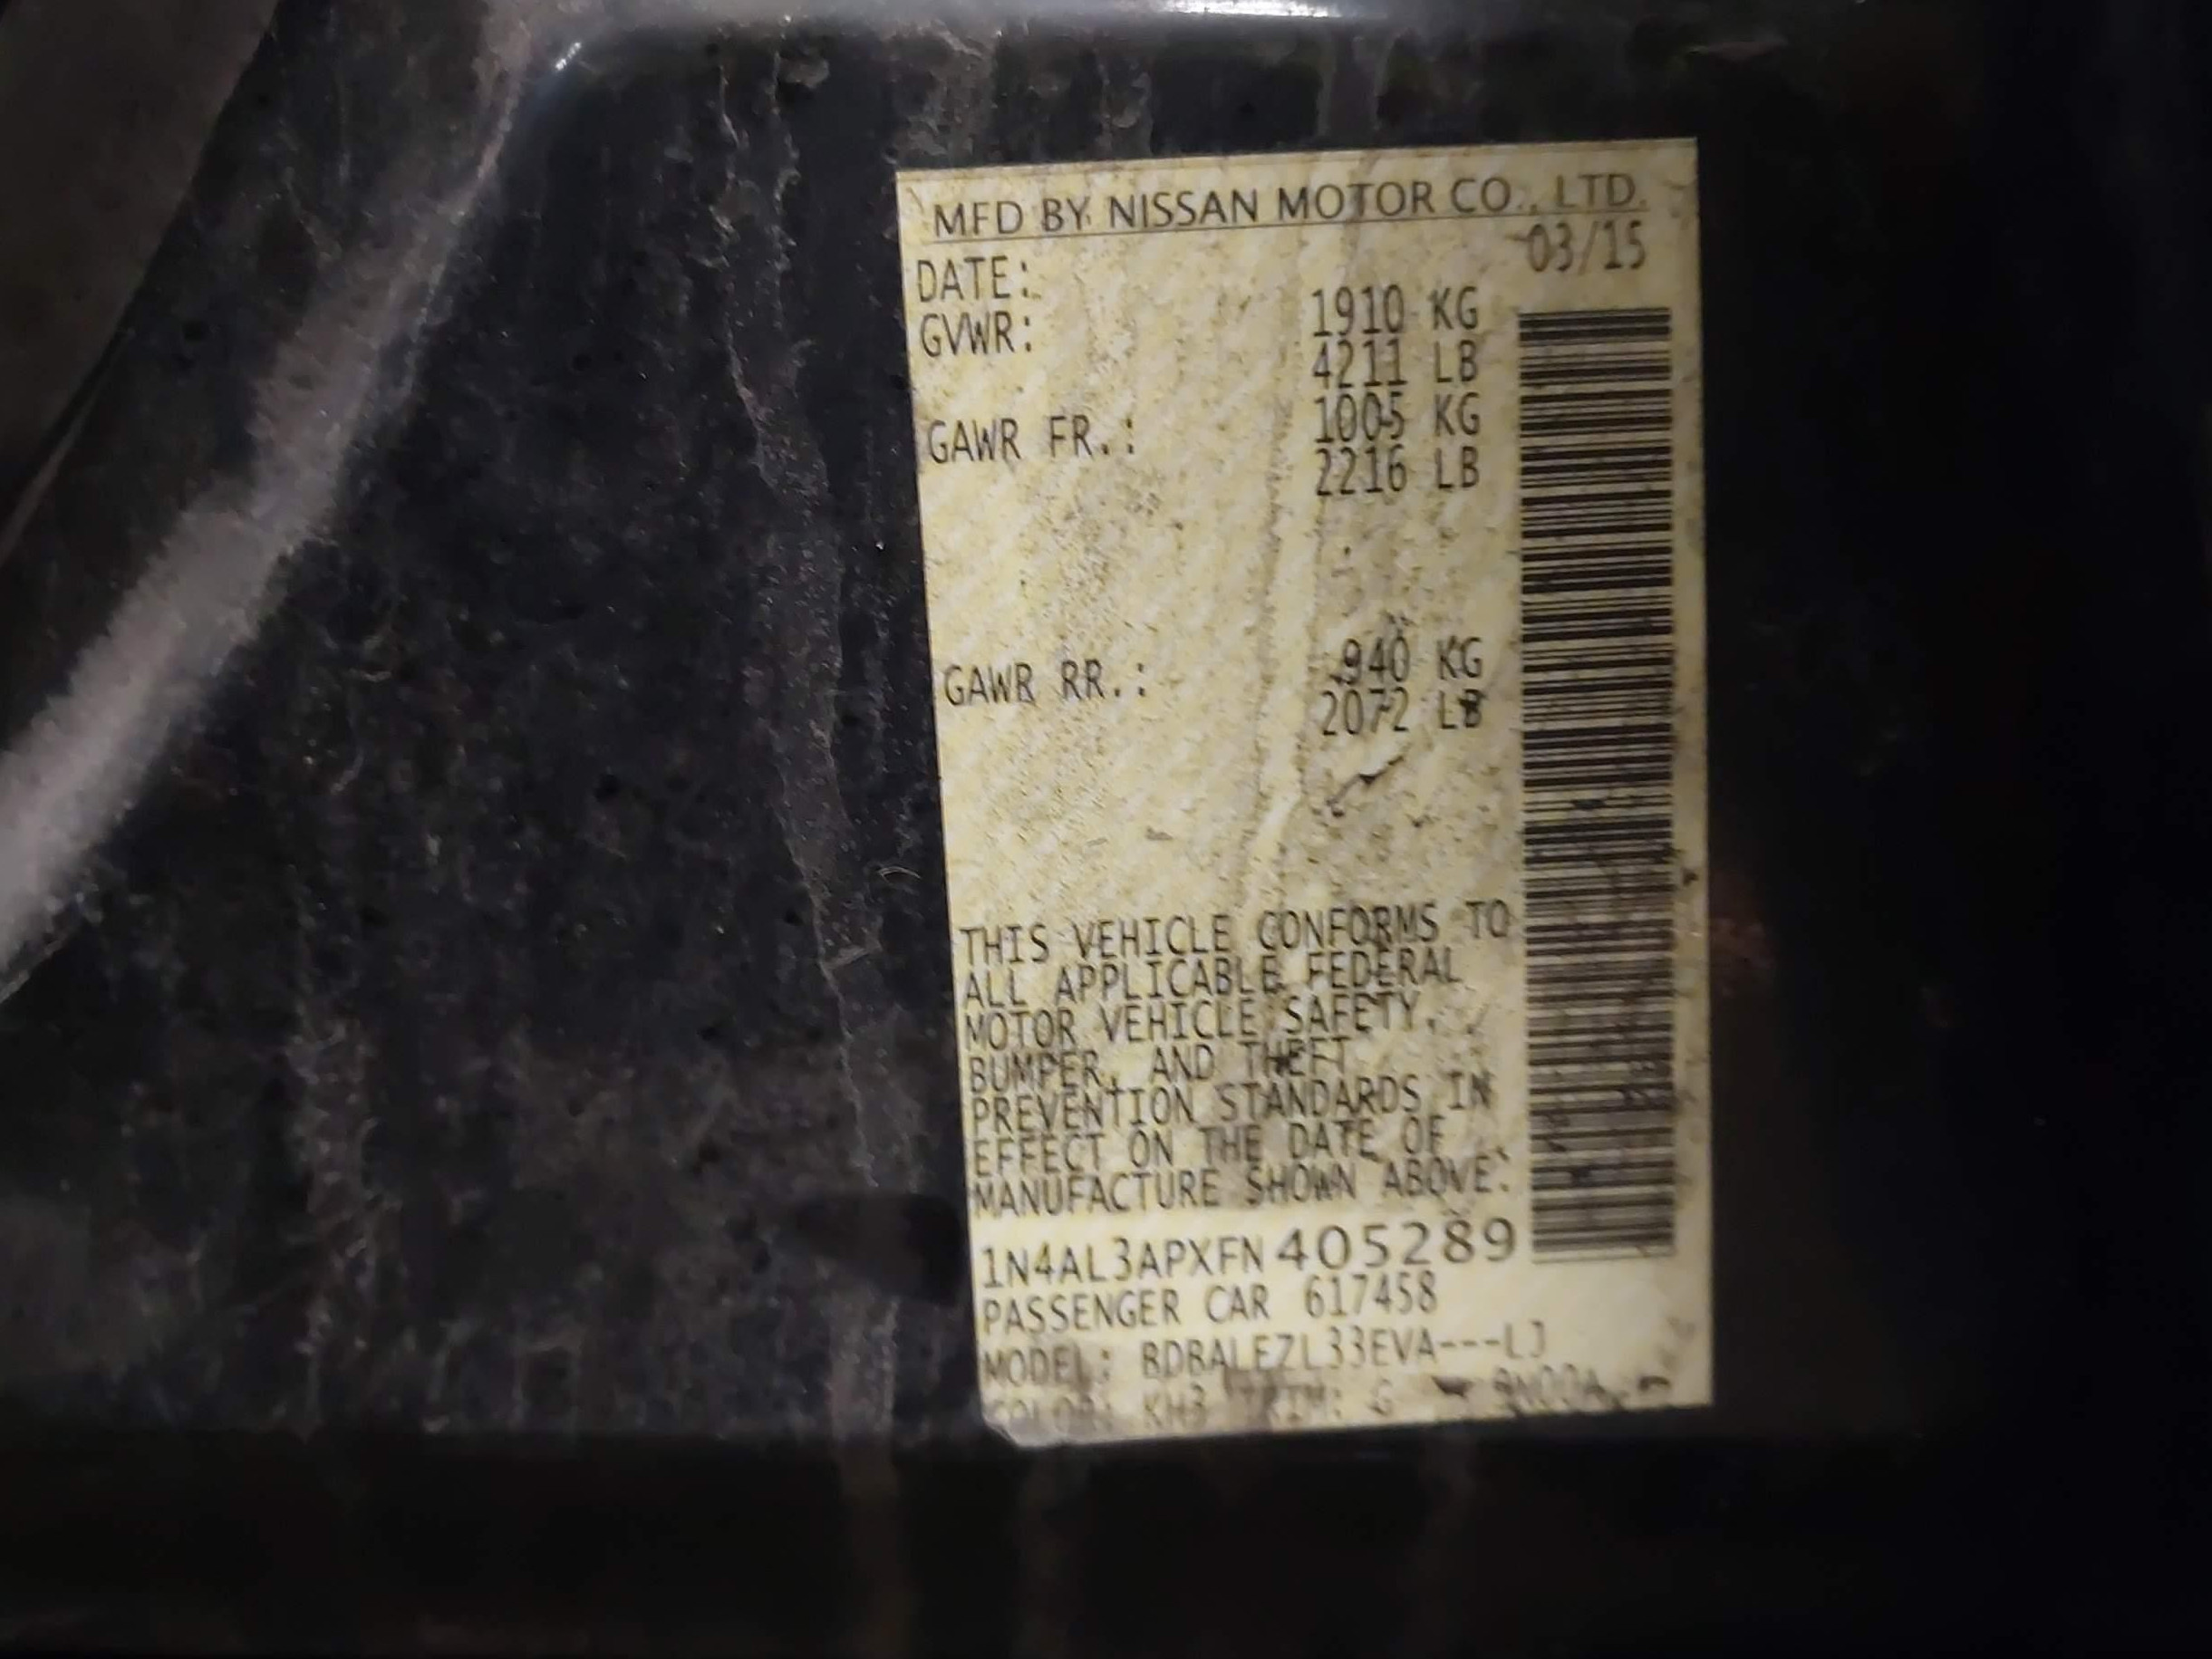 MFD BY NISSAN MOTOR CO., LTD.
DATE: 03/15
GVWR: 1910 KG
4211 LB
GAWR FR.: 1005 KG
2216 LB
GAWR RR.: 940 KG
2072 LB
THIS VEHICLE CONFORMS TO
ALL APPLICABLE FEDERAL
MOTOR VEHICLE SAFETY,
BUMPER, AND THEFT
PREVENTION STANDARDS IN
EFFECT ON THE DATE OF
MANUFACTURE SHOWN ABOVE.
1N4AL3APXFN405289
PASSENGER CAR 617458
MODEL: BDBALEZL33EVA---LJ
COLOR: KH3 TRIM: G